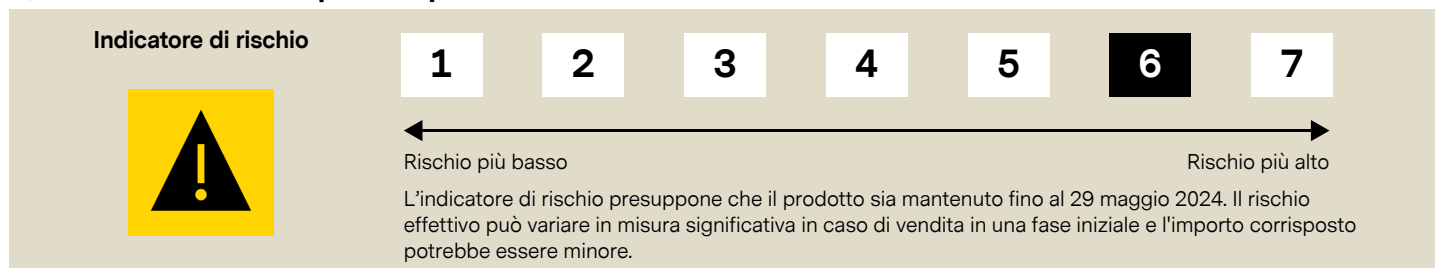 Indicatore di rischio
1 2 3 4 5 6 7
Rischio più basso Rischio più alto
L'indicatore di rischio presuppone che il prodotto sia mantenuto fino al 29 maggio 2024. Il rischio
effettivo può variare in misura significativa in caso di vendita in una fase iniziale e l'importo corrisposto
potrebbe essere minore.